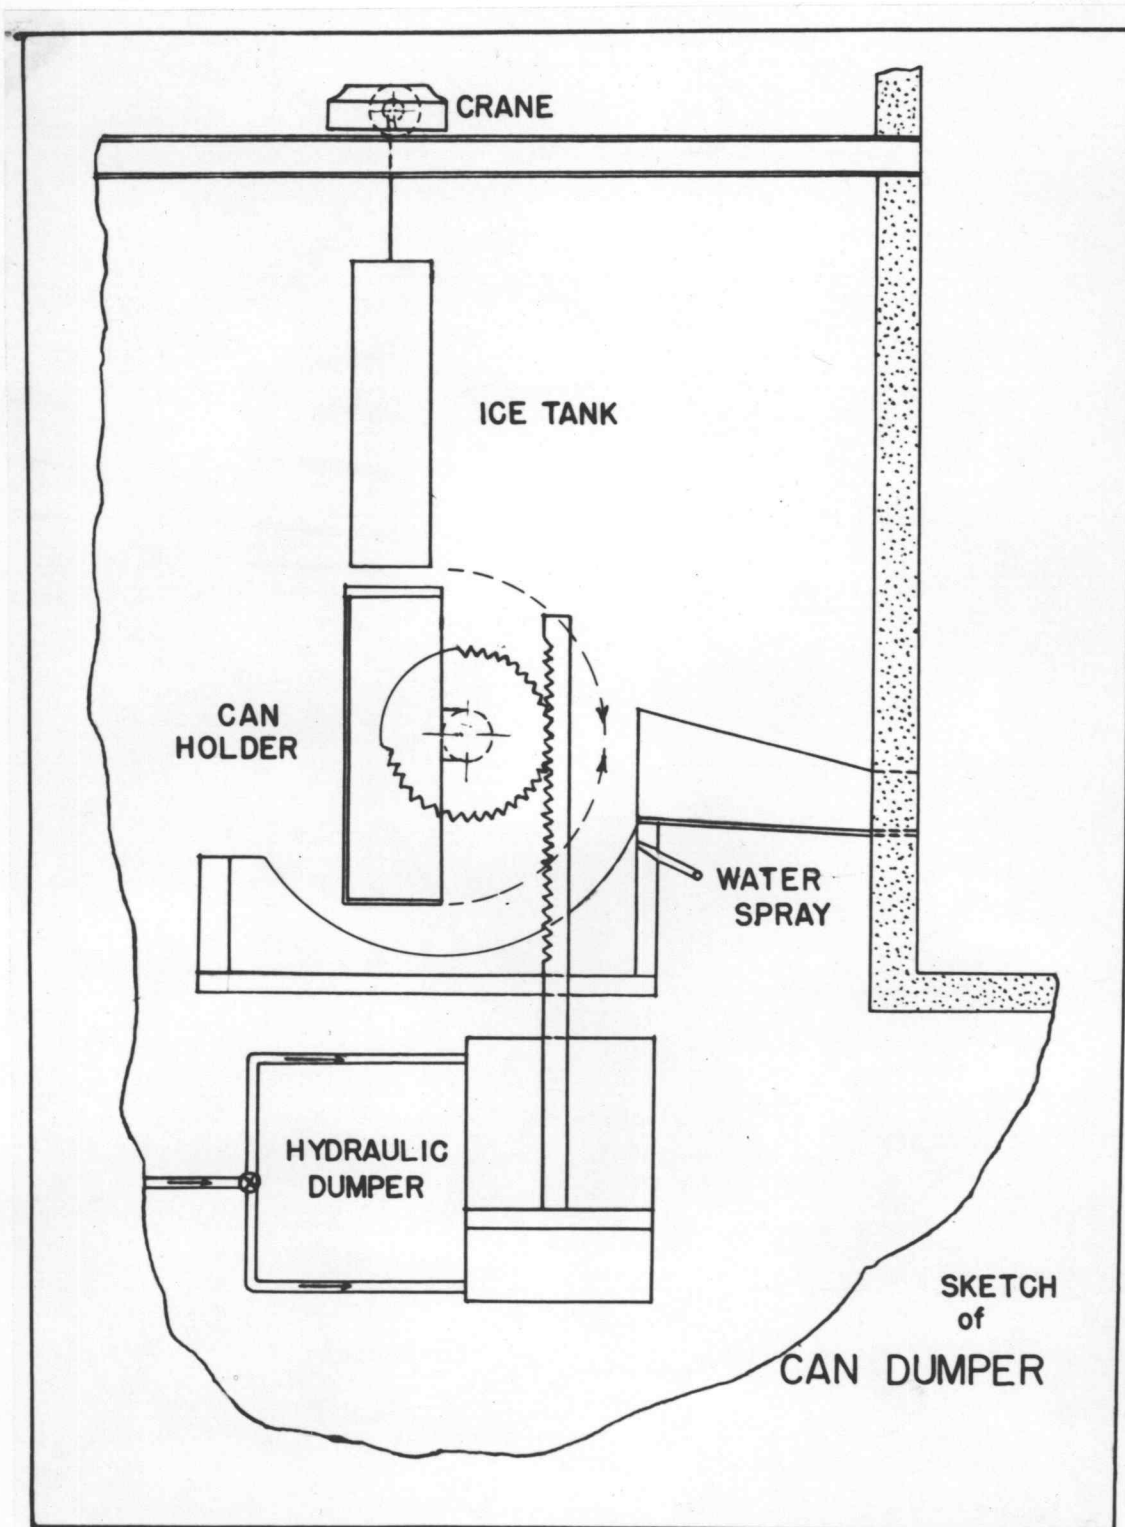 CRANE
ICE TANK
CAN
HOLDER
WATER
SPRAY
HYDRAULIC
DUMPER
SKETCH
of
CAN DUMPER